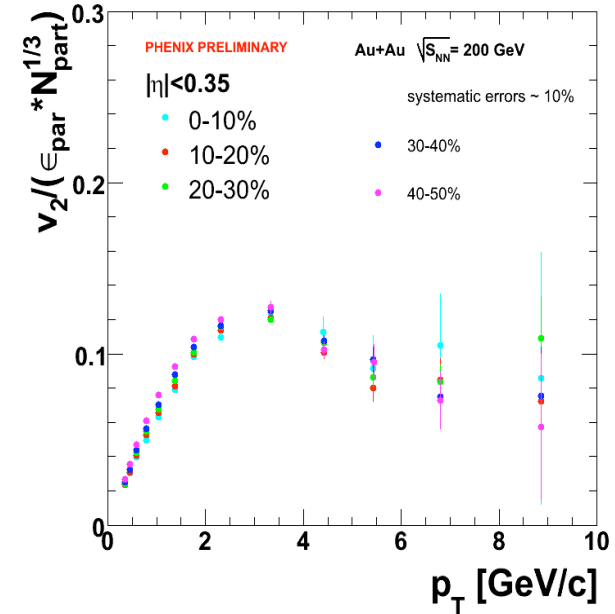 0.3
0.2
0.1
0
v₂/(ϵ_par*N_part^1/3)
PHENIX PRELIMINARY
Au+Au √S_NN = 200 GeV
|η|<0.35
systematic errors ~ 10%
0-10%
10-20%
20-30%
30-40%
40-50%
0 2 4 6 8 10
p_T [GeV/c]